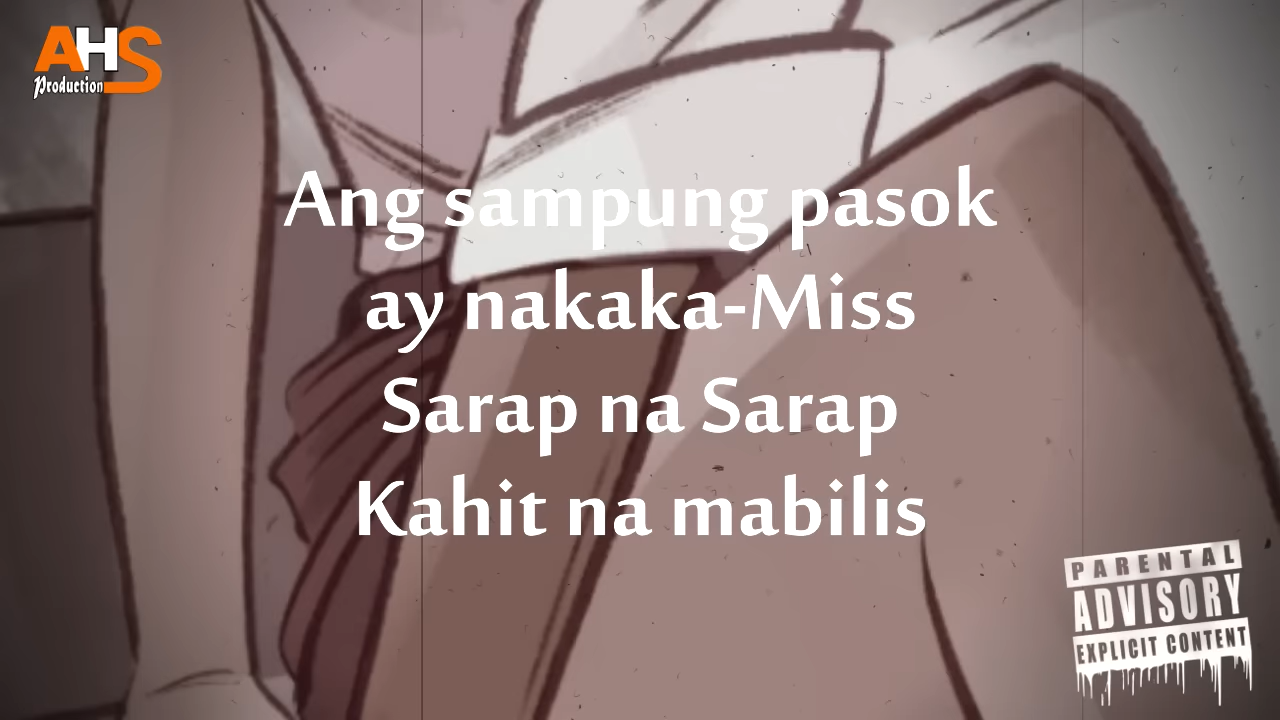 AHS
Production
Ang sampung pasok
ay nakaka-Miss
Sarap na Sarap
Kahit na mabilis
PARENTAL
ADVISORY
EXPLICIT CONTENT